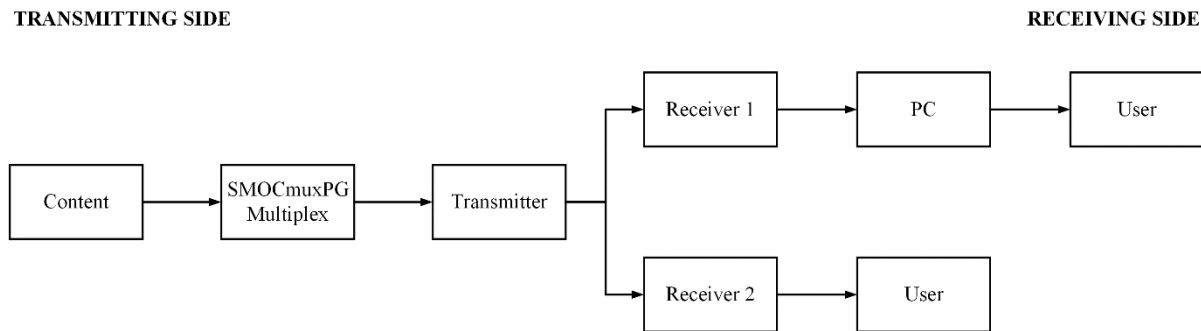 TRANSMITTING SIDE
RECEIVING SIDE
Receiver 1
PC
User
Content
SMOCmuxPG
Multiplex
Transmitter
Receiver 2
User